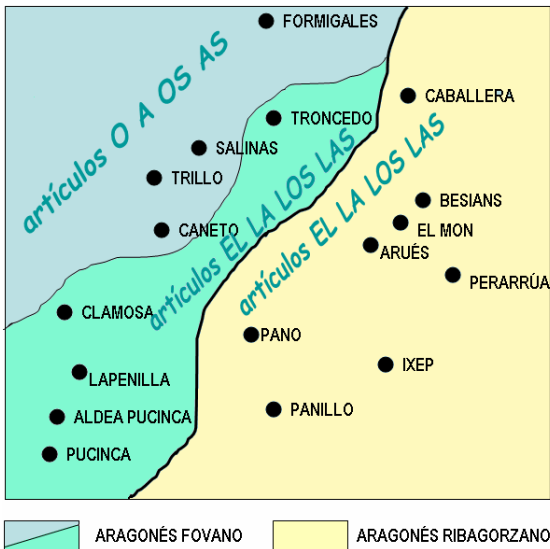 FORMIGALES
artículos O A OS AS
CABALLERA
TRONCEDO
SALINAS
TRILLO
artículos EL LA LOS LAS
artículos EL LA LOS LAS
BESIANS
EL MON
CANETO
ARUÉS
PERARRÚA
CLAMOSA
PANO
IXEP
LAPENILLA
PANILLO
ALDEA PUCINCA
PUCINCA
ARAGONÉS FOVANO
ARAGONÉS RIBAGORZANO